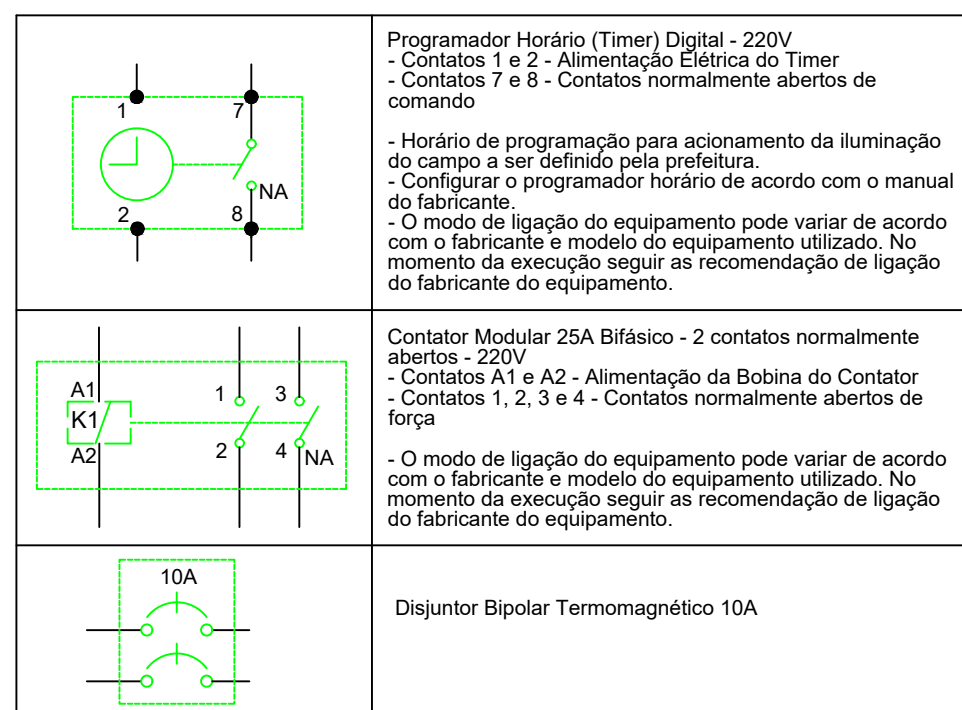 1
7
NA
2
8
Programador Horário (Timer) Digital - 220V
- Contatos 1 e 2 - Alimentação Elétrica do Timer
- Contatos 7 e 8 - Contatos normalmente abertos de
comando
- Horário de programação para acionamento da iluminação
do campo a ser definido pela prefeitura.
- Configurar o programador horário de acordo com o manual
do fabricante.
- O modo de ligação do equipamento pode variar de acordo
com o fabricante e modelo do equipamento utilizado. No
momento da execução seguir as recomendação de ligação
do fabricante do equipamento.
A1
1
3
K1
A2
2
4
NA
Contator Modular 25A Bifásico - 2 contatos normalmente
abertos - 220V
- Contatos A1 e A2 - Alimentação da Bobina do Contator
- Contatos 1, 2, 3 e 4 - Contatos normalmente abertos de
força
- O modo de ligação do equipamento pode variar de acordo
com o fabricante e modelo do equipamento utilizado. No
momento da execução seguir as recomendação de ligação
do fabricante do equipamento.
10A
Disjuntor Bipolar Termomagnético 10A